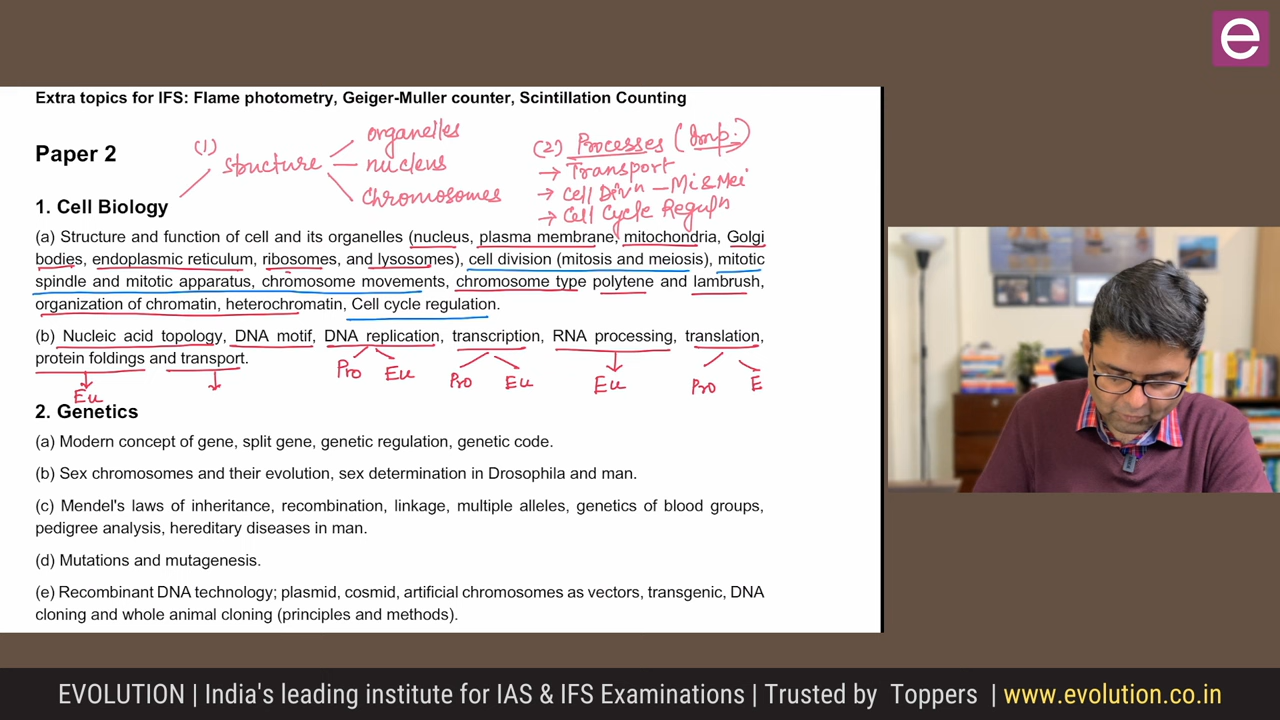 e
Extra topics for IFS: Flame photometry, Geiger-Muller counter, Scintillation Counting
Paper 2
(1) Structure
organelles
nucleus
Chromosomes
(2) Processes (Imp.)
→ Transport
→ Cell Divn – Mi & Mei
→ Cell Cycle Reguln
1. Cell Biology
(a) Structure and function of cell and its organelles (nucleus, plasma membrane, mitochondria, Golgi
bodies, endoplasmic reticulum, ribosomes, and lysosomes), cell division (mitosis and meiosis), mitotic
spindle and mitotic apparatus, chromosome movements, chromosome type polytene and lambrush,
organization of chromatin, heterochromatin, Cell cycle regulation.
(b) Nucleic acid topology, DNA motif, DNA replication, transcription, RNA processing, translation,
protein foldings and transport.
Pro Eu Pro Eu Eu Pro E
Eu
2. Genetics
(a) Modern concept of gene, split gene, genetic regulation, genetic code.
(b) Sex chromosomes and their evolution, sex determination in Drosophila and man.
(c) Mendel's laws of inheritance, recombination, linkage, multiple alleles, genetics of blood groups,
pedigree analysis, hereditary diseases in man.
(d) Mutations and mutagenesis.
(e) Recombinant DNA technology; plasmid, cosmid, artificial chromosomes as vectors, transgenic, DNA
cloning and whole animal cloning (principles and methods).
EVOLUTION | India's leading institute for IAS & IFS Examinations | Trusted by Toppers | www.evolution.co.in